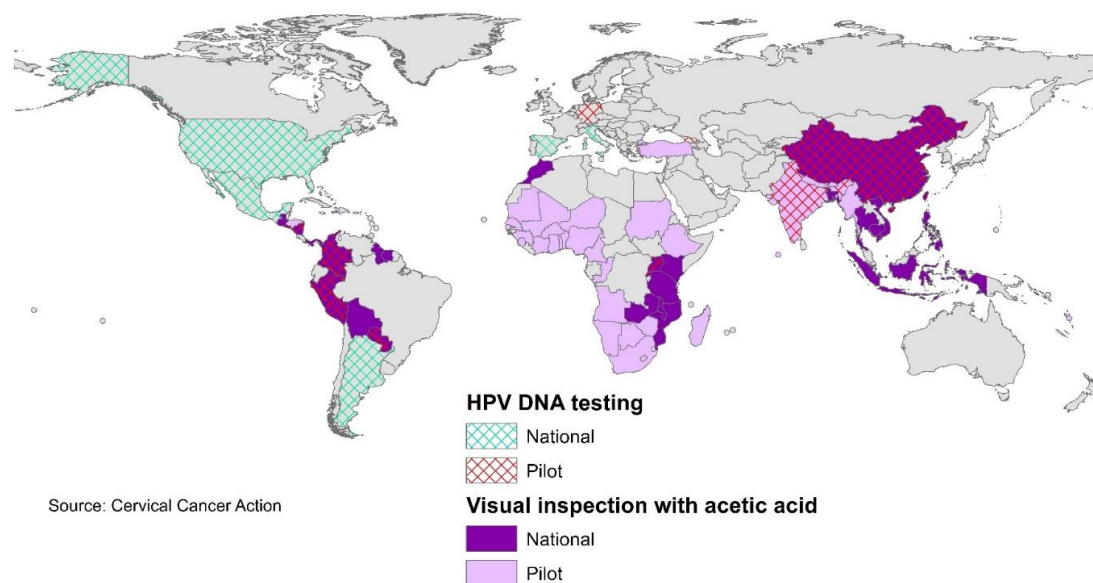 HPV DNA testing
National
Pilot
Source: Cervical Cancer Action
Visual inspection with acetic acid
National
Pilot